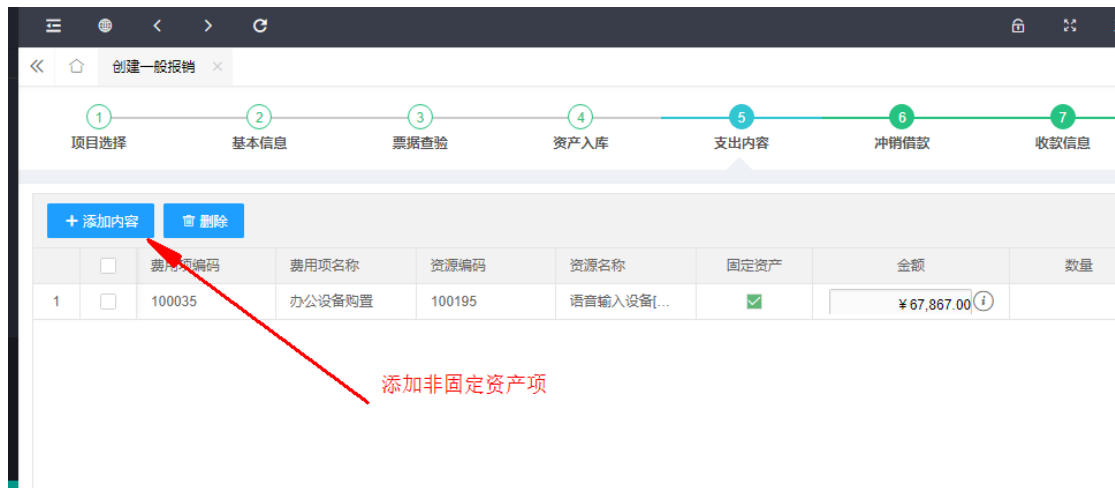 创建一般报销
1 2 3 4 5 6 7
项目选择 基本信息 票据查验 资产入库 支出内容 冲销借款 收款信息
添加内容 删除
费用项编码 费用项名称 资源编码 资源名称 固定资产 金额 数量
1 100035 办公设备购置 100195 语音输入设备[... ¥67,867.00
添加非固定资产项